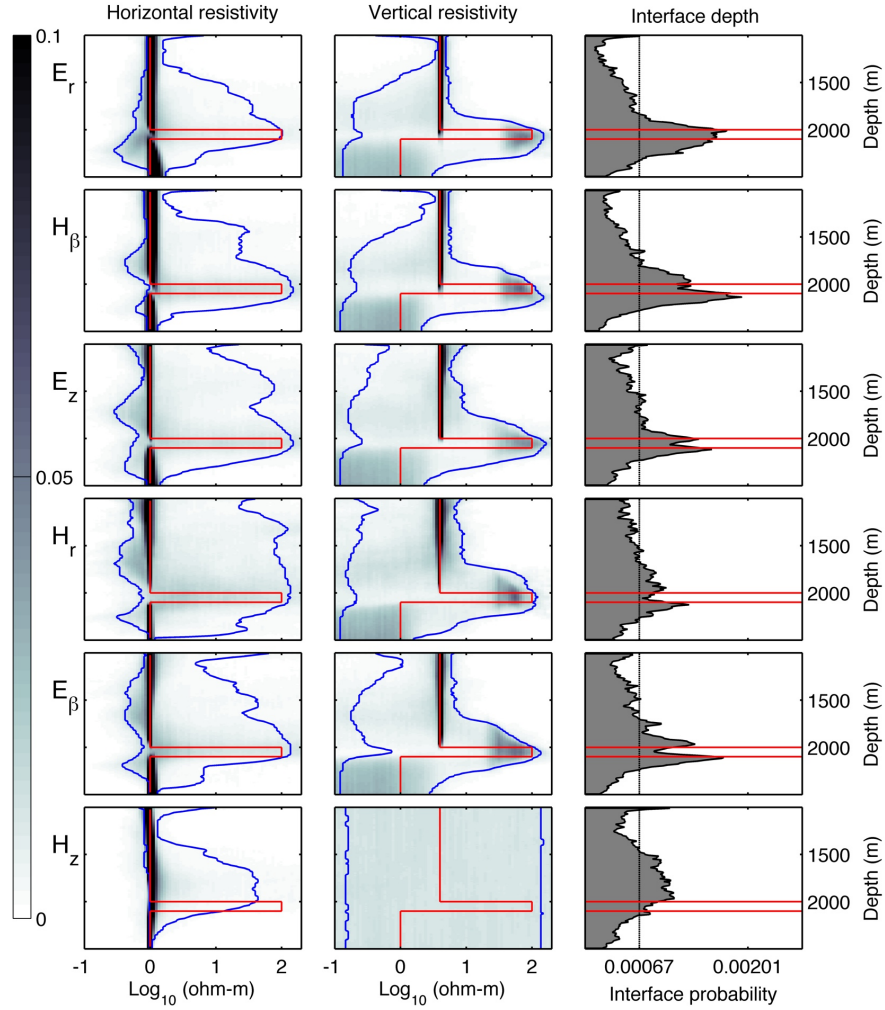 Horizontal resistivity Vertical resistivity Interface depth
0.1
E_r
1500
2000
Depth (m)
H_β
1500
2000
Depth (m)
E_z
1500
2000
Depth (m)
0.05
H_r
1500
2000
Depth (m)
E_β
1500
2000
Depth (m)
H_z
1500
2000
Depth (m)
0
-1 0 1 2 0 1 2 0.00067 0.00201
Log10 (ohm-m) Log10 (ohm-m) Interface probability